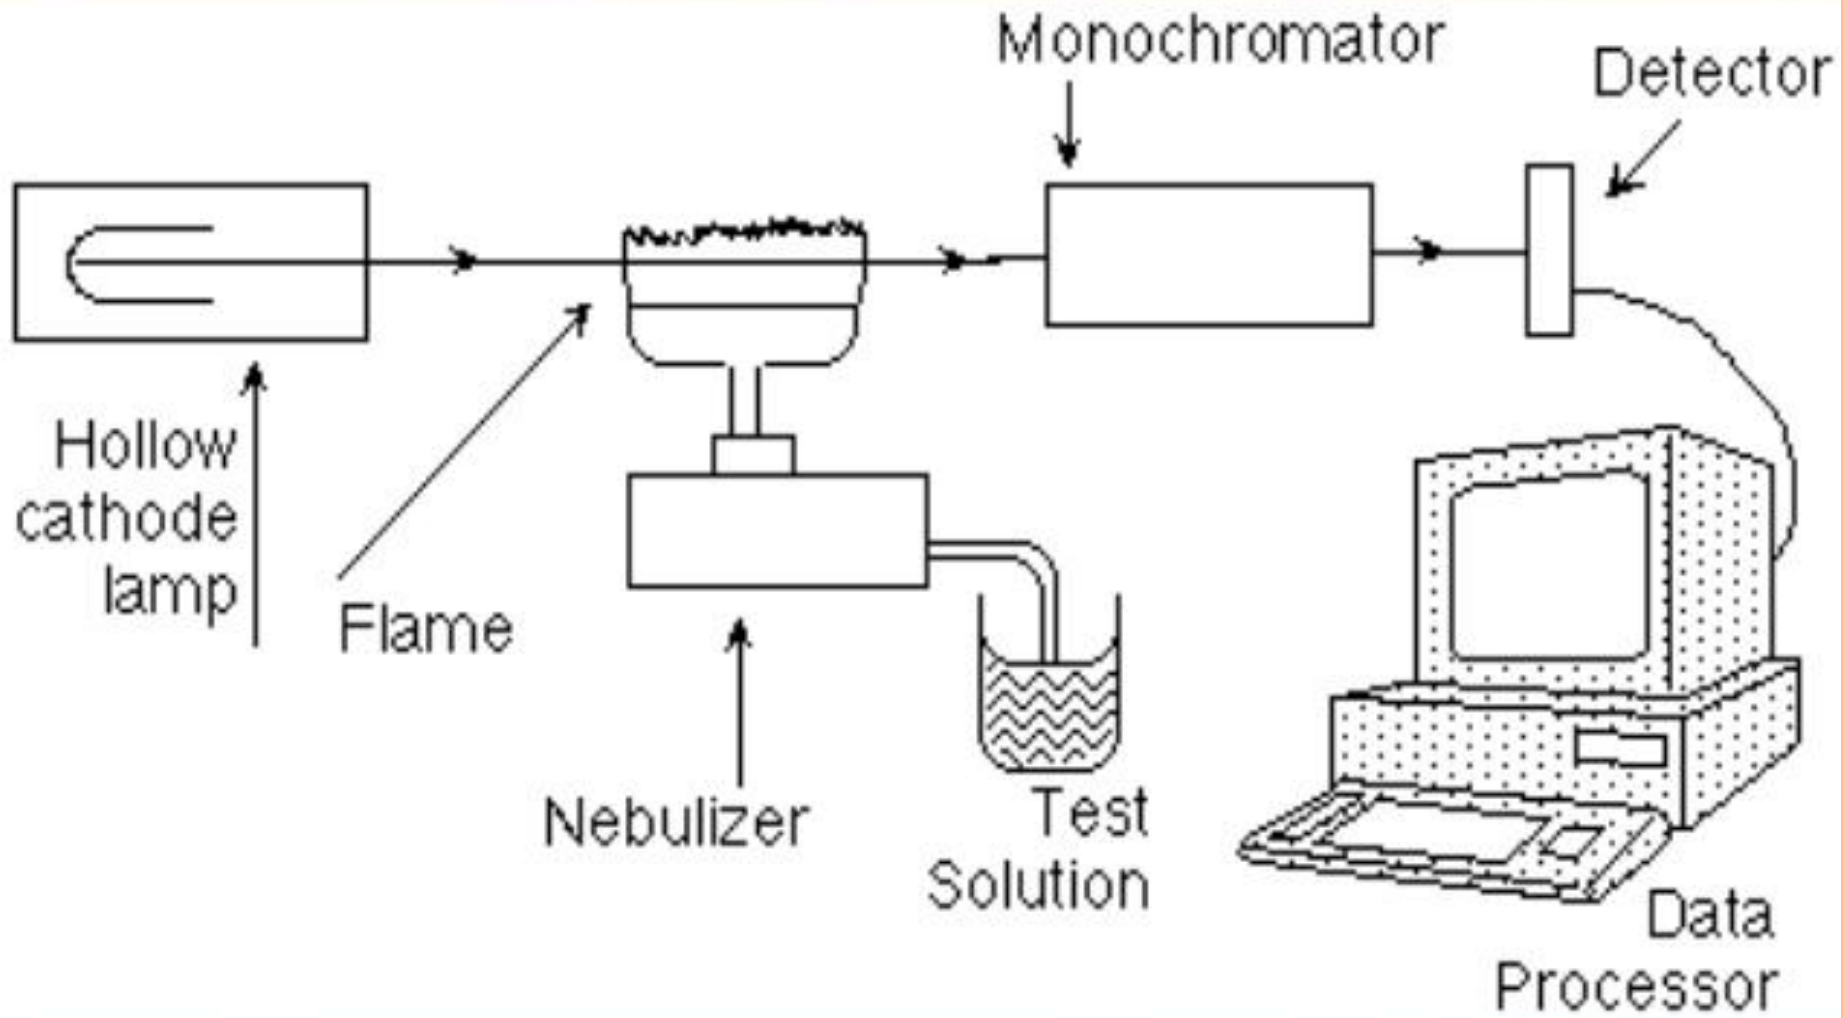 Monochromator
Detector
Hollow
cathode
lamp
Flame
Nebulizer
Test
Solution
Data
Processor